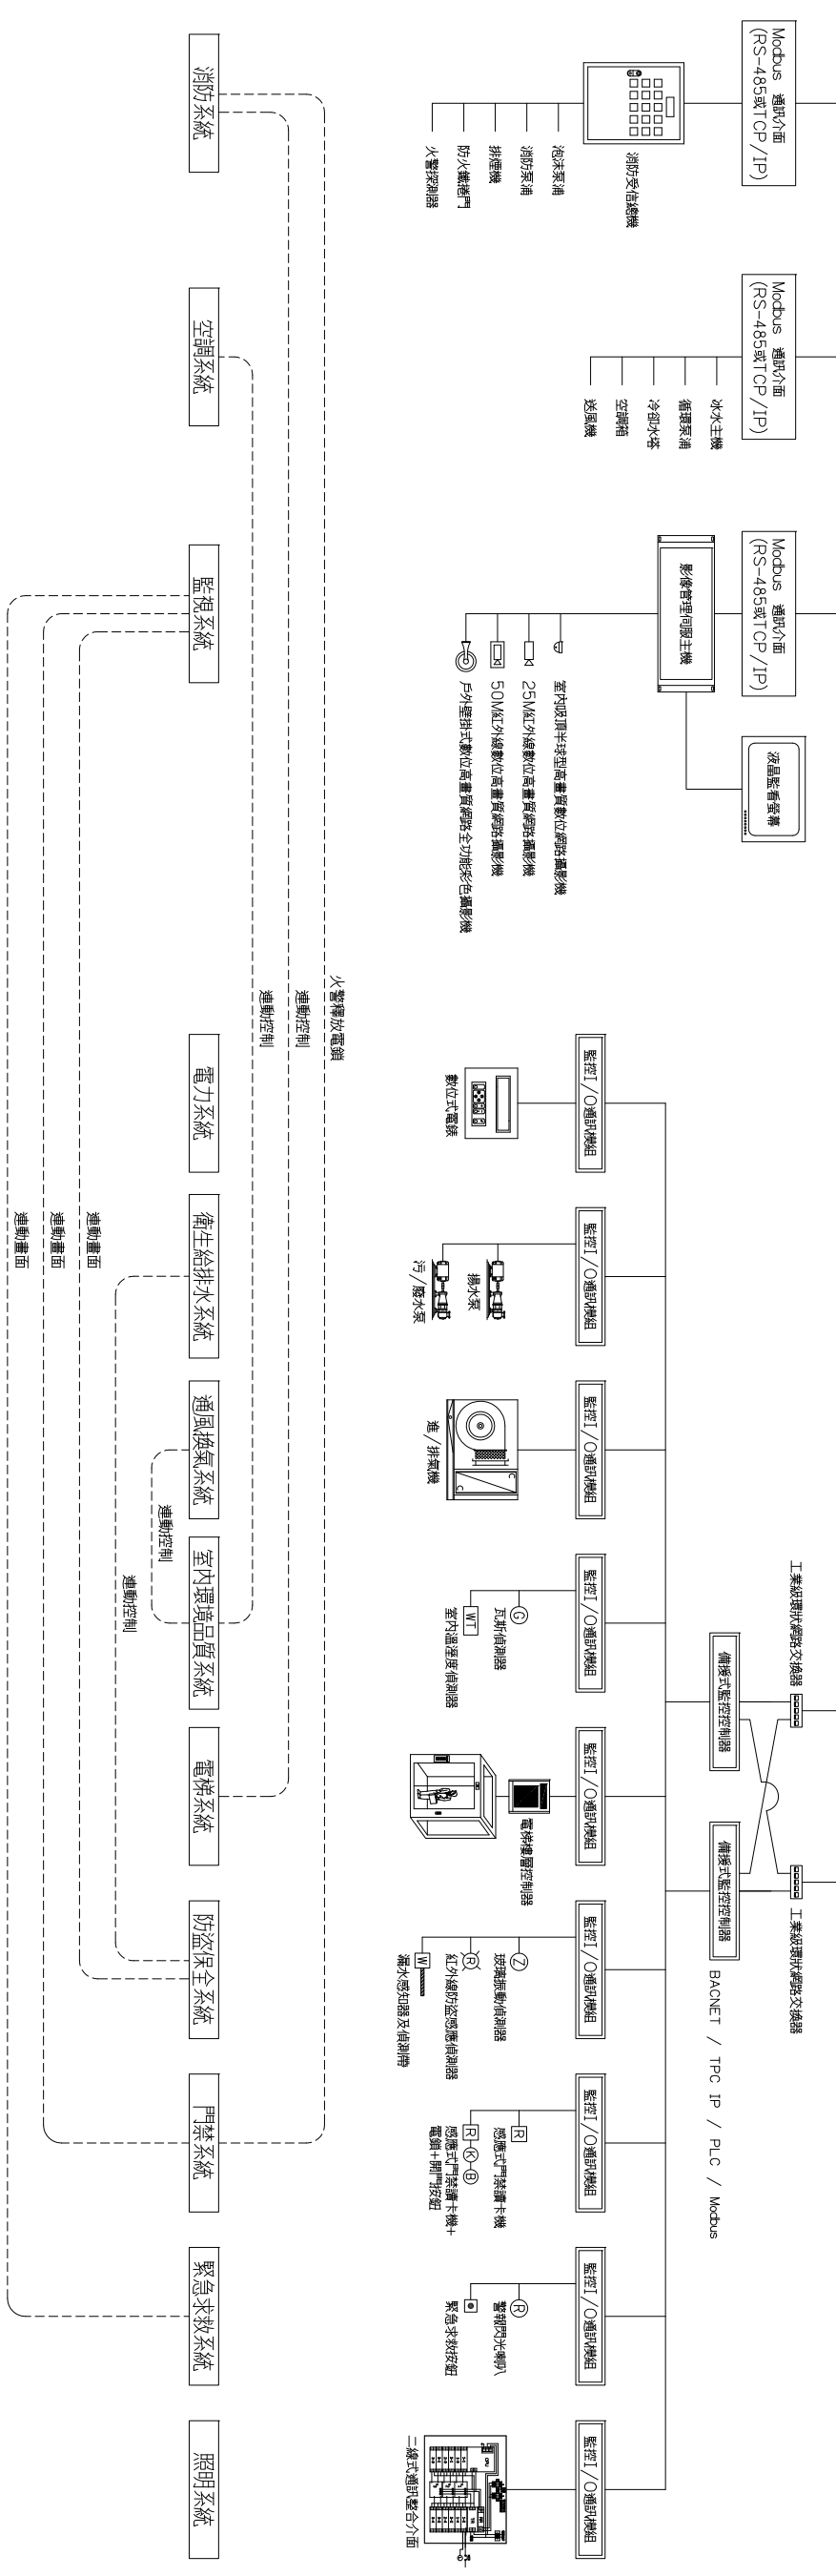 Modbus 通訊介面
(RS-485或TCP/IP)
消防受信總機
泡沫泵浦
消防泵浦
排煙機
防火鐵捲門
火警探測器
消防系統
Modbus 通訊介面
(RS-485或TCP/IP)
冰水主機
循環泵浦
冷卻水塔
空調箱
送風機
空調系統
Modbus 通訊介面
(RS-485或TCP/IP)
液晶監看螢幕
影像管理伺服主機
室內吸頂半球型高畫質數位網路攝影機
25M紅外線數位高畫質網路攝影機
50M紅外線數位高畫質網路攝影機
戶外壁掛式數位高畫質網路全功能彩色攝影機
監視系統
工業級環狀網路交換器
工業級環狀網路交換器
備援式監控控制器
備援式監控控制器
BACNET / TPC IP / PLC / Modbus
監控I/O通訊模組
數位式電錶
電力系統
監控I/O通訊模組
揚水泵
污/廢水泵
衛生給排水系統
監控I/O通訊模組
進/排氣機
通風換氣系統
監控I/O通訊模組
G
瓦斯偵測器
WT
室內溫溼度偵測器
室內環境品質系統
監控I/O通訊模組
電梯樓層控制器
電梯系統
監控I/O通訊模組
Z
玻璃振動偵測器
R
紅外線防盜感應偵測器
W
漏水感知器及偵測帶
防盜保全系統
監控I/O通訊模組
R
感應式門禁讀卡機
R K B
感應式門禁讀卡機+
電鎖+開門按鈕
門禁系統
監控I/O通訊模組
R
警報閃光喇叭
緊急求救按鈕
緊急求救系統
監控I/O通訊模組
CPU
二線式通訊整合介面
照明系統
火警釋放電鎖
連動控制
連動控制
連動控制
連動控制
連動畫面
連動畫面
連動畫面